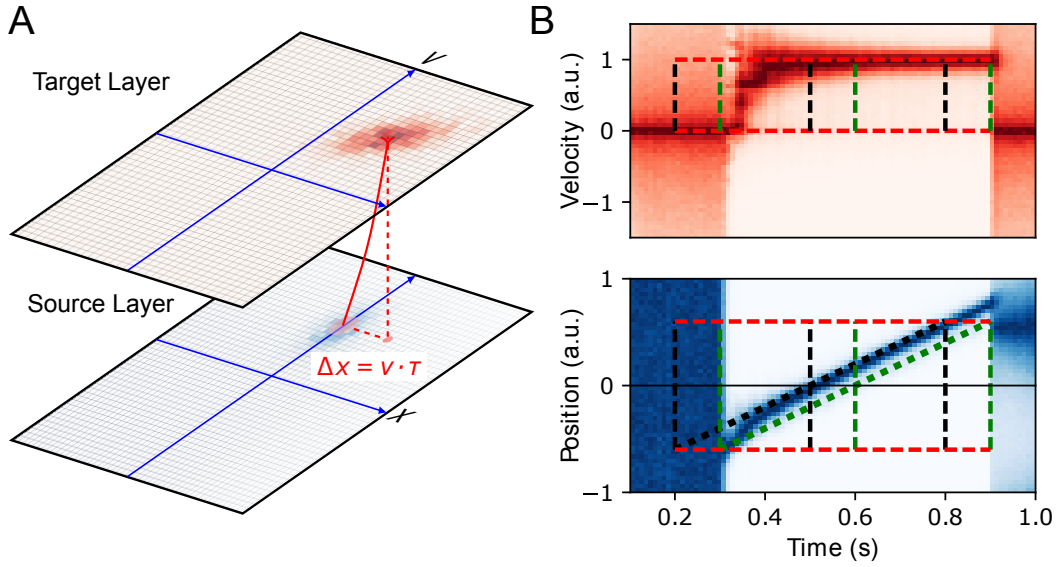 A
Target Layer
V
Source Layer
Δx = v · τ
X
B
Velocity (a.u.)
1
0
−1
Position (a.u.)
1
0
−1
0.2
0.4
0.6
0.8
1.0
Time (s)